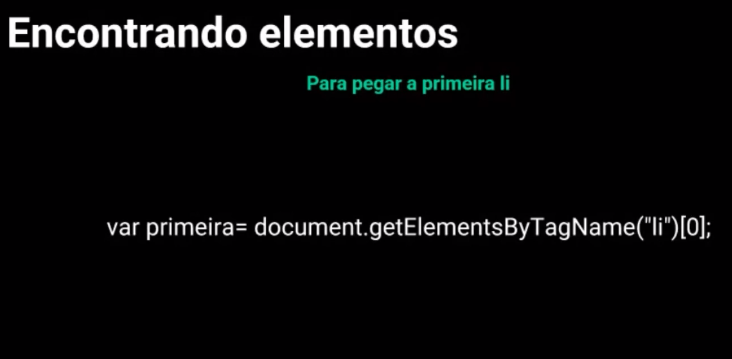 Encontrando elementos
Para pegar a primeira li
var primeira= document.getElementsByTagName("li")[0];